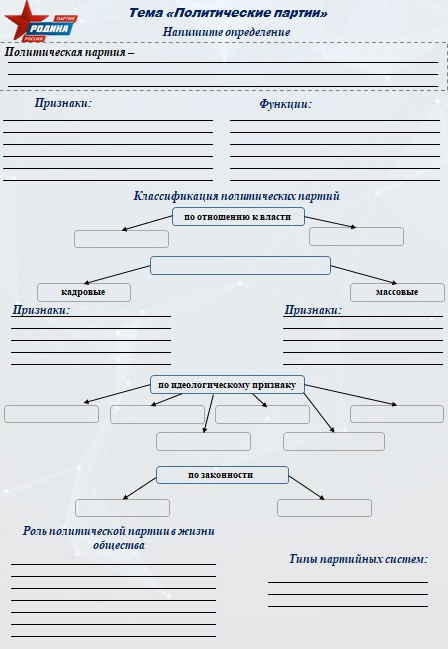 ПАРТИЯ
РОДИНА
РОССИЯ
Тема «Политические партии»
Напишите определение
Политическая партия –
Признаки:
Функции:
Классификация политических партий
по отношению к власти
кадровые
массовые
Признаки:
Признаки:
по идеологическому признаку
по законности
Роль политической партии в жизни
общества
Типы партийных систем: